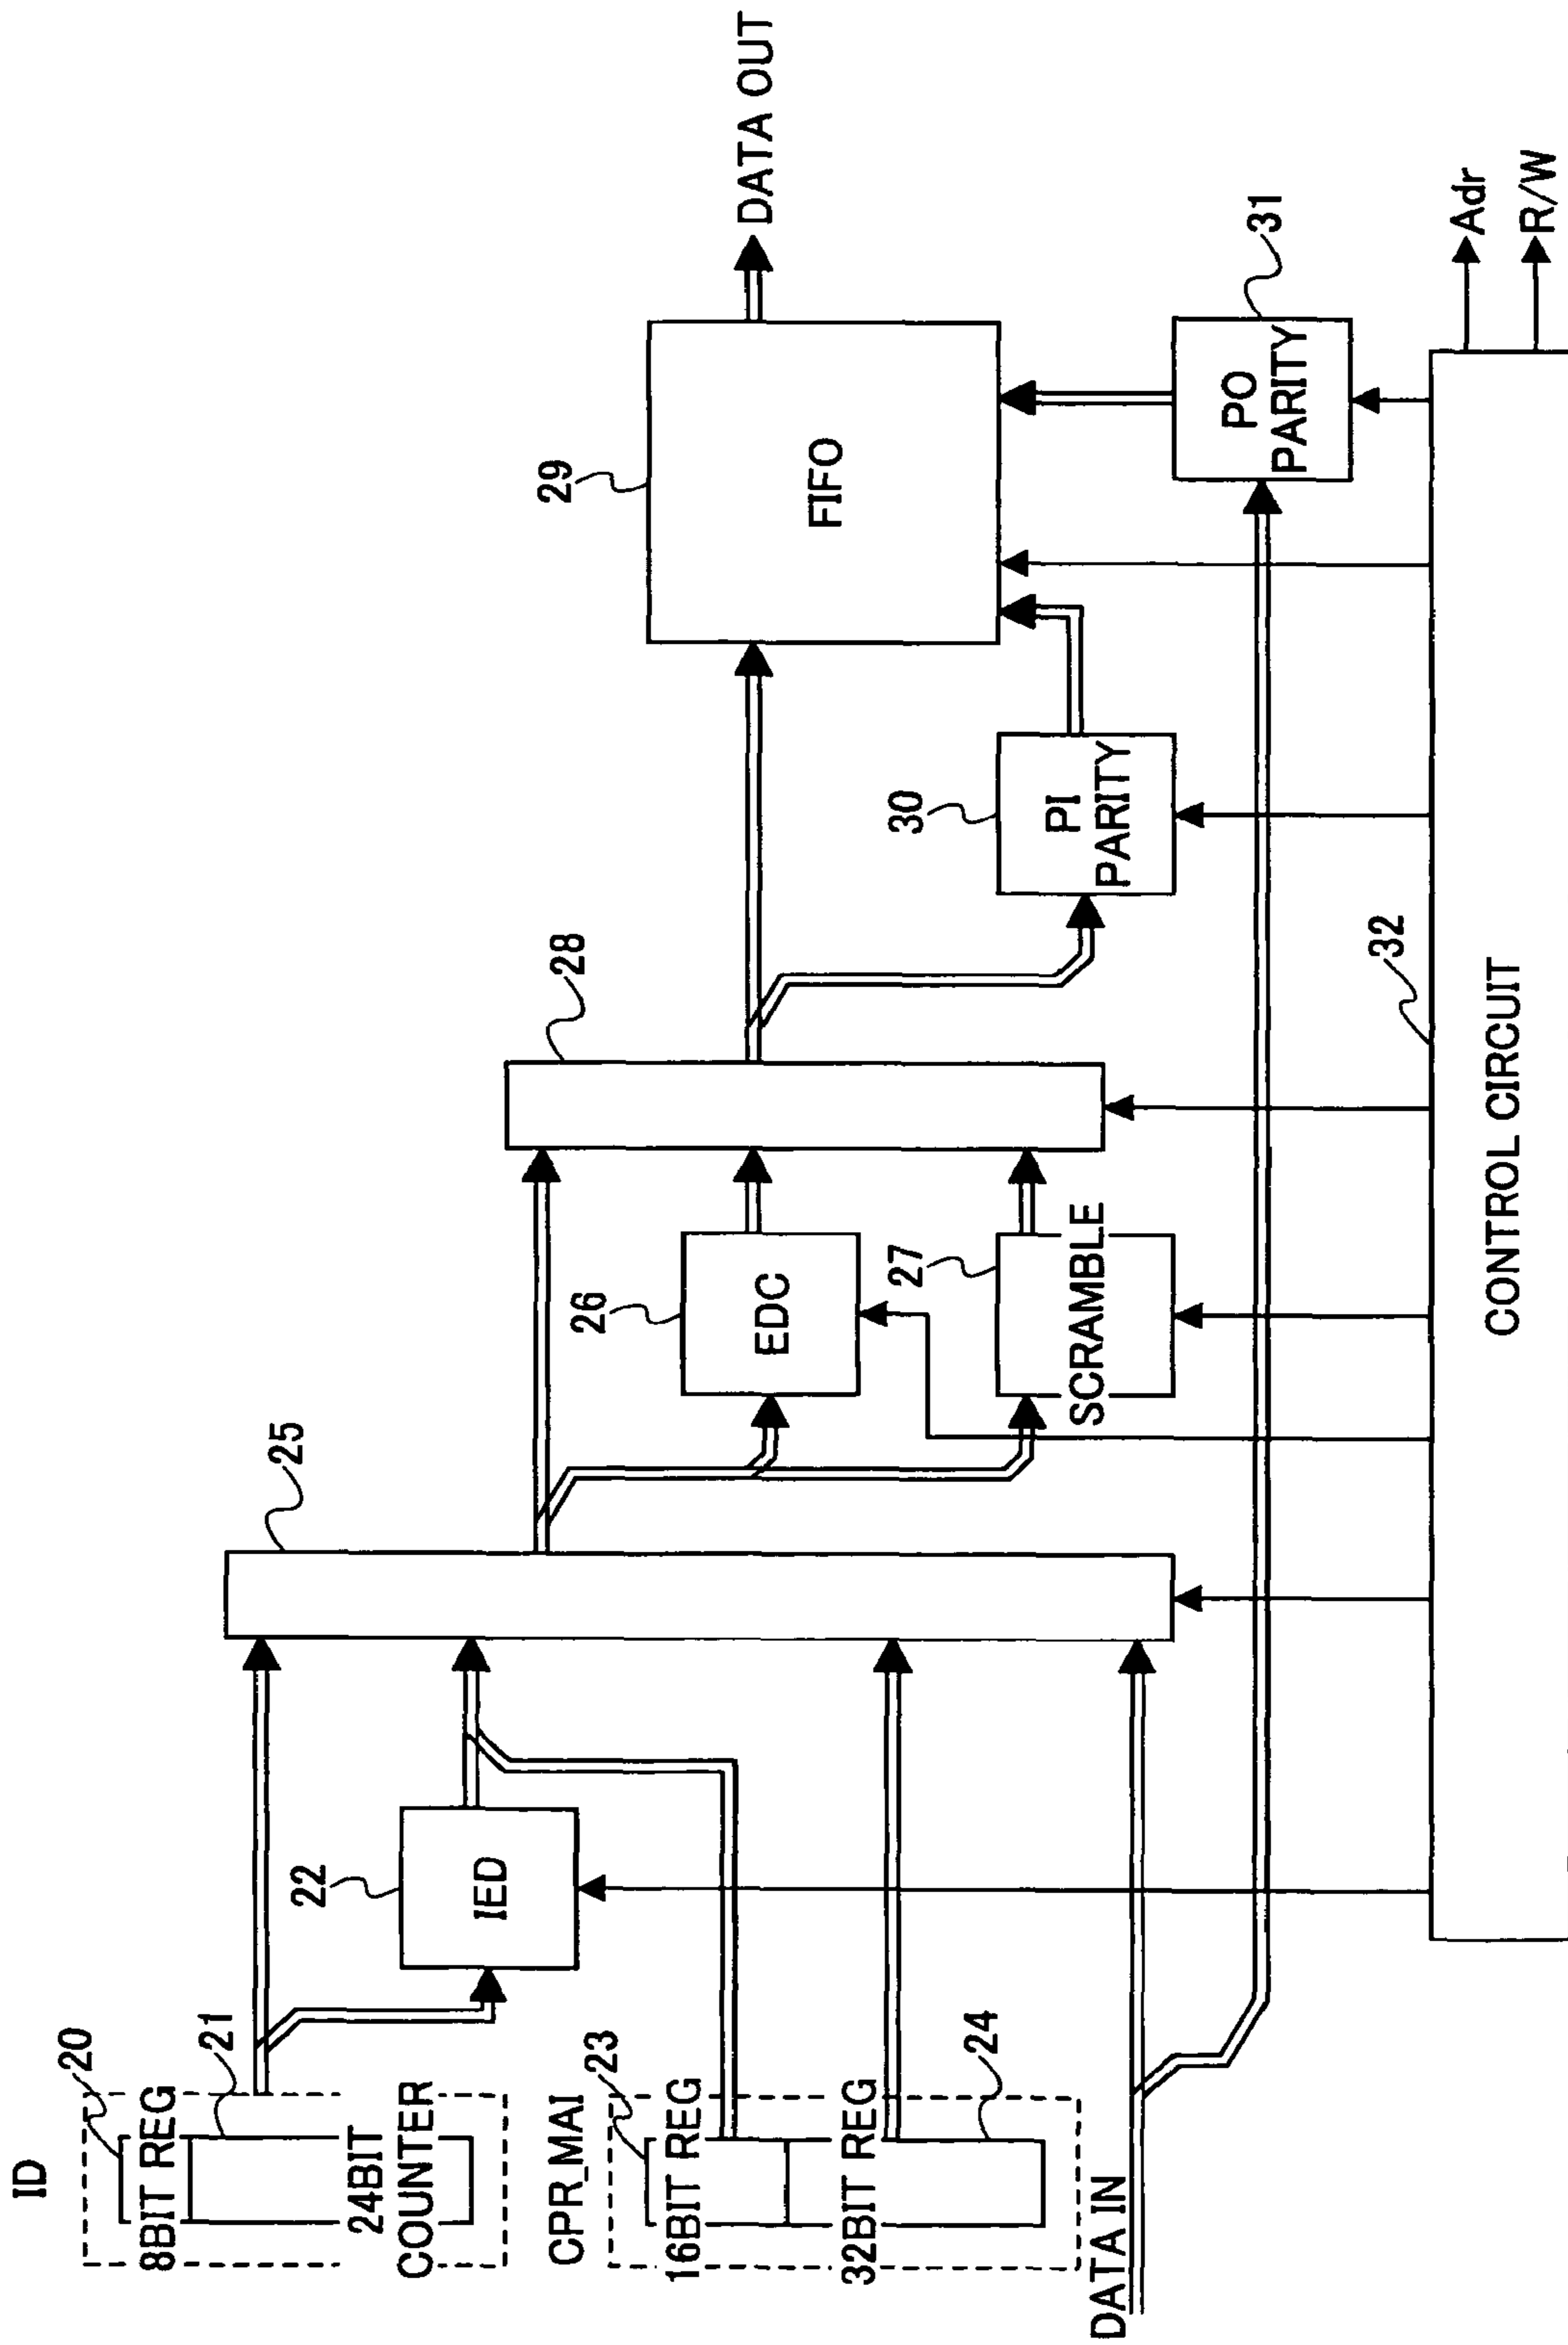 ID
20
8BIT REG
21
24BIT
COUNTER
22
IED
CPR_MAI
23
16BIT REG
32BIT REG
24
DATA IN
25
26
EDC
27
SCRAMBLE
28
29
FIFO
DATA OUT
30
PI
PARITY
31
PO
PARITY
32
CONTROL CIRCUIT
Adr
R/W